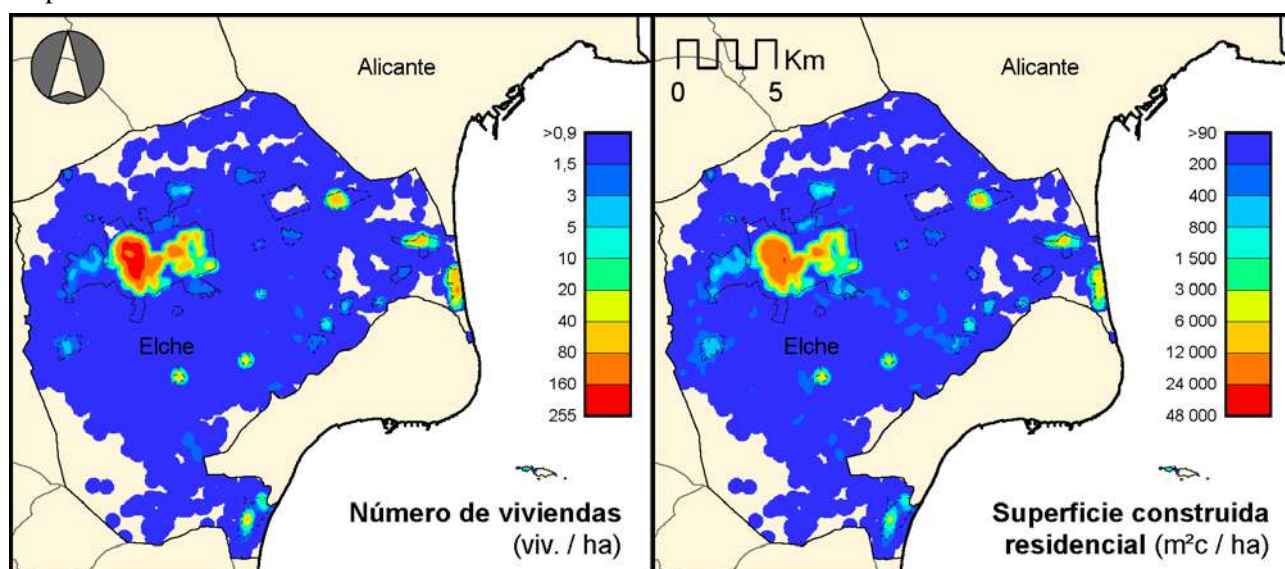 Alicante
>0,9
1,5
3
5
10
20
40
80
160
255
Elche
Número de viviendas
(viv. / ha)
Km
0 5
Alicante
>90
200
800
1 500
3 000
6 000
12 000
24 000
48 000
Elche
Superficie construida
residencial (m²c / ha)